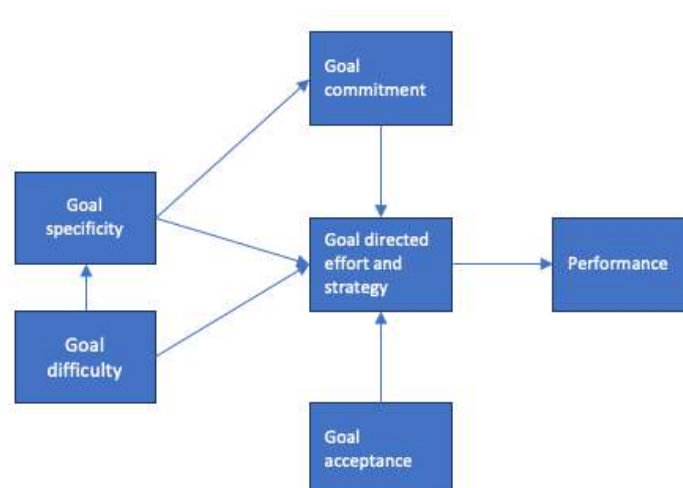 Goal
commitment
Goal
specificity
Goal directed
effort and
strategy
Performance
Goal
difficulty
Goal
acceptance